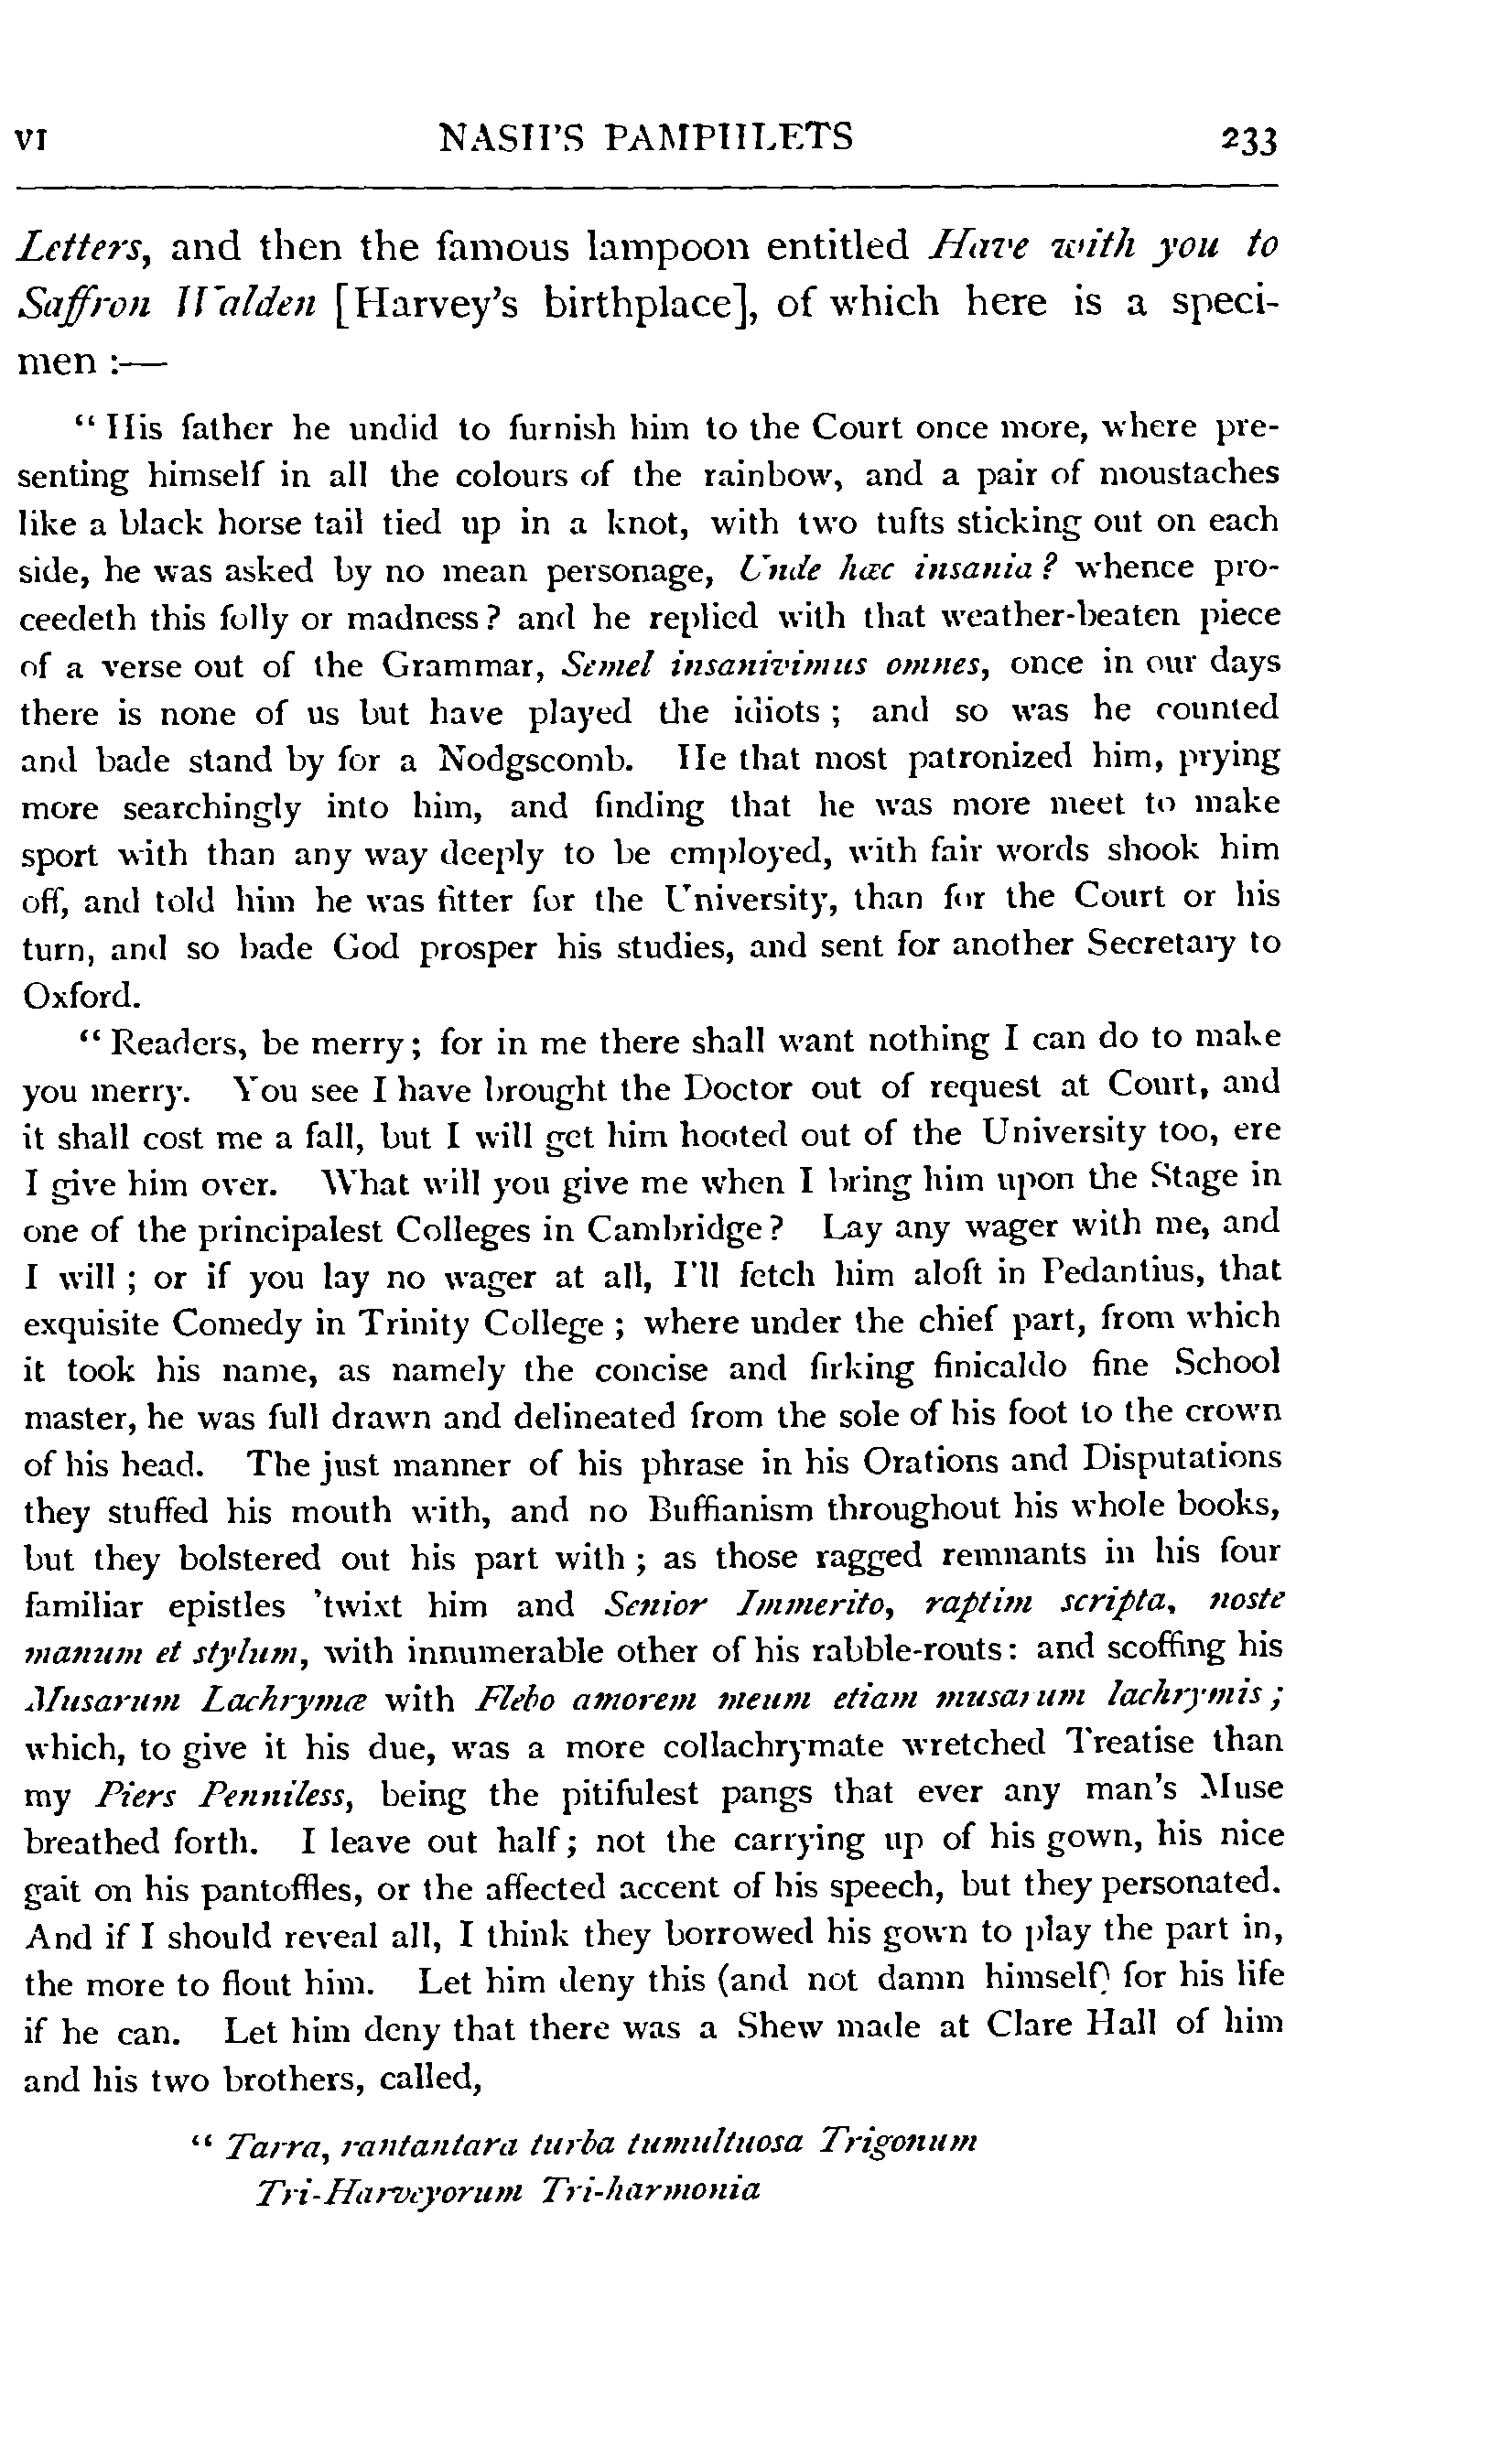 VI NASH'S PAMPHLETS 233
Letters, and then the famous lampoon entitled Have with you to
Saffron Walden [Harvey's birthplace], of which here is a speci-
men :—
“ His father he undid to furnish him to the Court once more, where pre-
senting himself in all the colours of the rainbow, and a pair of moustaches
like a black horse tail tied up in a knot, with two tufts sticking out on each
side, he was asked by no mean personage, Unde hæc insania? whence pro-
ceedeth this folly or madness? and he replied with that weather-beaten piece
of a verse out of the Grammar, Semel insanivimus omnes, once in our days
there is none of us but have played the idiots ; and so was he counted
and bade stand by for a Nodgscomb. He that most patronized him, prying
more searchingly into him, and finding that he was more meet to make
sport with than any way deeply to be employed, with fair words shook him
off, and told him he was fitter for the University, than for the Court or his
turn, and so bade God prosper his studies, and sent for another Secretary to
Oxford.
“ Readers, be merry ; for in me there shall want nothing I can do to make
you merry. You see I have brought the Doctor out of request at Court, and
it shall cost me a fall, but I will get him hooted out of the University too, ere
I give him over. What will you give me when I bring him upon the Stage in
one of the principalest Colleges in Cambridge? Lay any wager with me, and
I will ; or if you lay no wager at all, I'll fetch him aloft in Pedantius, that
exquisite Comedy in Trinity College ; where under the chief part, from which
it took his name, as namely the concise and firking finicaldo fine School
master, he was full drawn and delineated from the sole of his foot to the crown
of his head. The just manner of his phrase in his Orations and Disputations
they stuffed his mouth with, and no Buffianism throughout his whole books,
but they bolstered out his part with ; as those ragged remnants in his four
familiar epistles 'twixt him and Senior Immerito, raptim scripta, noste
manum et stylum, with innumerable other of his rabble-routs: and scoffing his
Musarum Lachrymæ with Flebo amorem meum etiam musarum lachrymis ;
which, to give it his due, was a more collachrymate wretched Treatise than
my Piers Penniless, being the pitifulest pangs that ever any man's Muse
breathed forth. I leave out half ; not the carrying up of his gown, his nice
gait on his pantoffles, or the affected accent of his speech, but they personated.
And if I should reveal all, I think they borrowed his gown to play the part in,
the more to flout him. Let him deny this (and not damn himself) for his life
if he can. Let him deny that there was a Shew made at Clare Hall of him
and his two brothers, called,
“ Tarra, rantantara turba tumultuosa Trigonum
Tri-Harveyorum Tri-harmonia